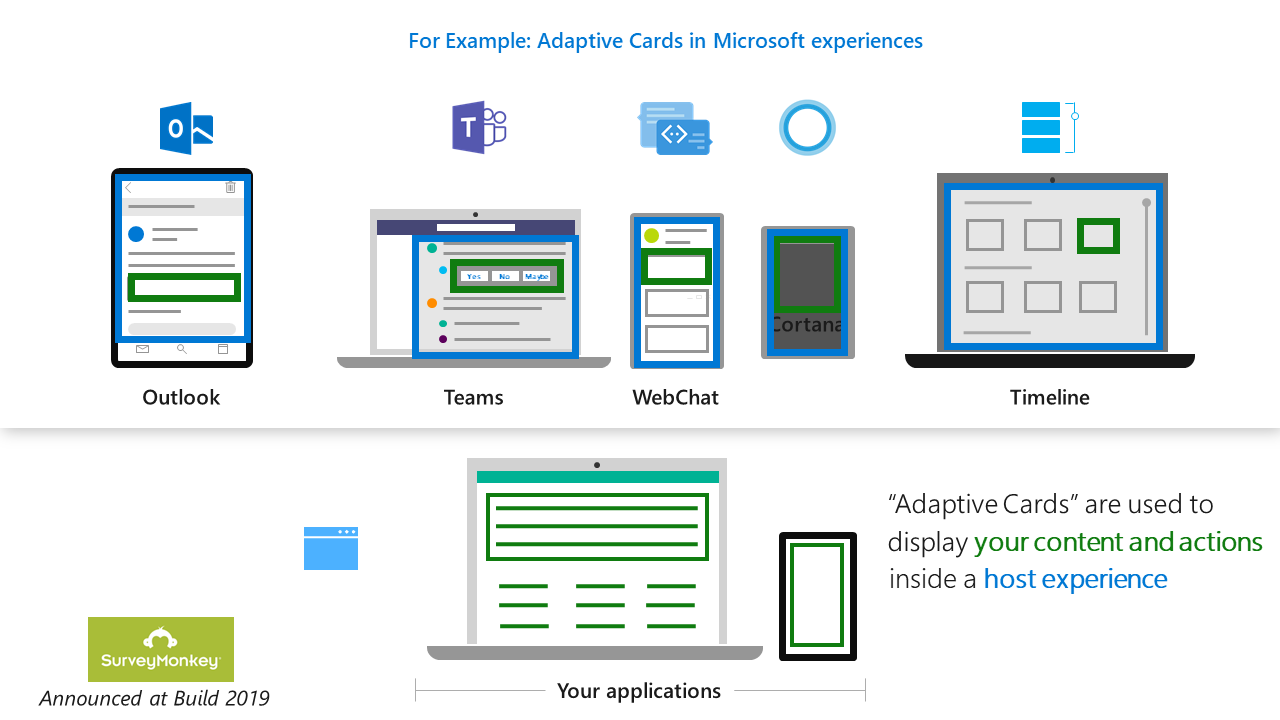 For Example: Adaptive Cards in Microsoft experiences
O
T
Yes No Maybe
Cortana
Outlook
Teams
WebChat
Timeline
“Adaptive Cards” are used to
display your content and actions
inside a host experience
SurveyMonkey
Announced at Build 2019
Your applications